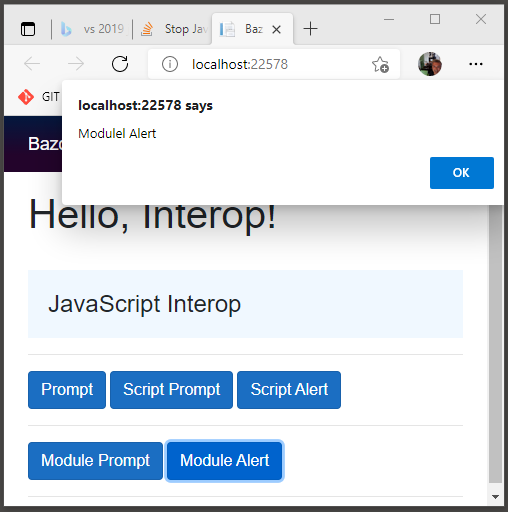 vs 2019
Stop Jav
Baz
localhost:22578
GIT
localhost:22578 says
Modulel Alert
OK
Hello, Interop!
JavaScript Interop
Prompt Script Prompt Script Alert
Module Prompt Module Alert